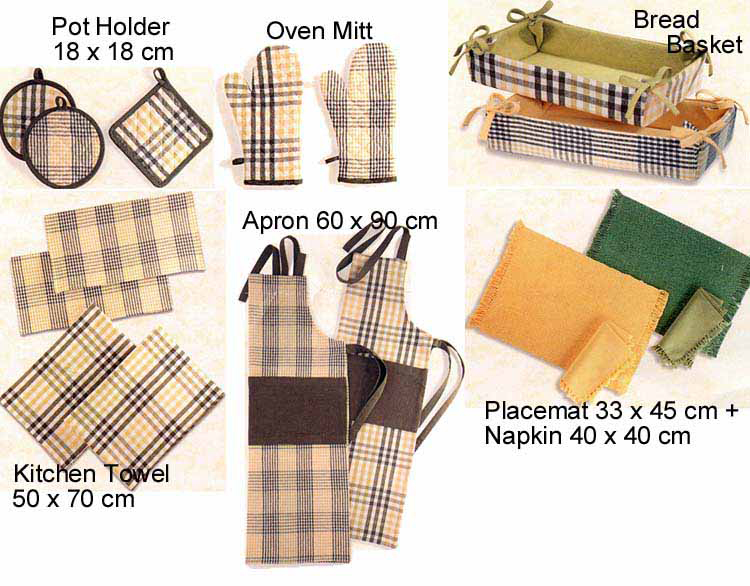 Pot Holder
18 x 18 cm
Oven Mitt
Bread
Basket
Apron 60 x 90 cm
Placemat 33 x 45 cm +
Napkin 40 x 40 cm
Kitchen Towel
50 x 70 cm